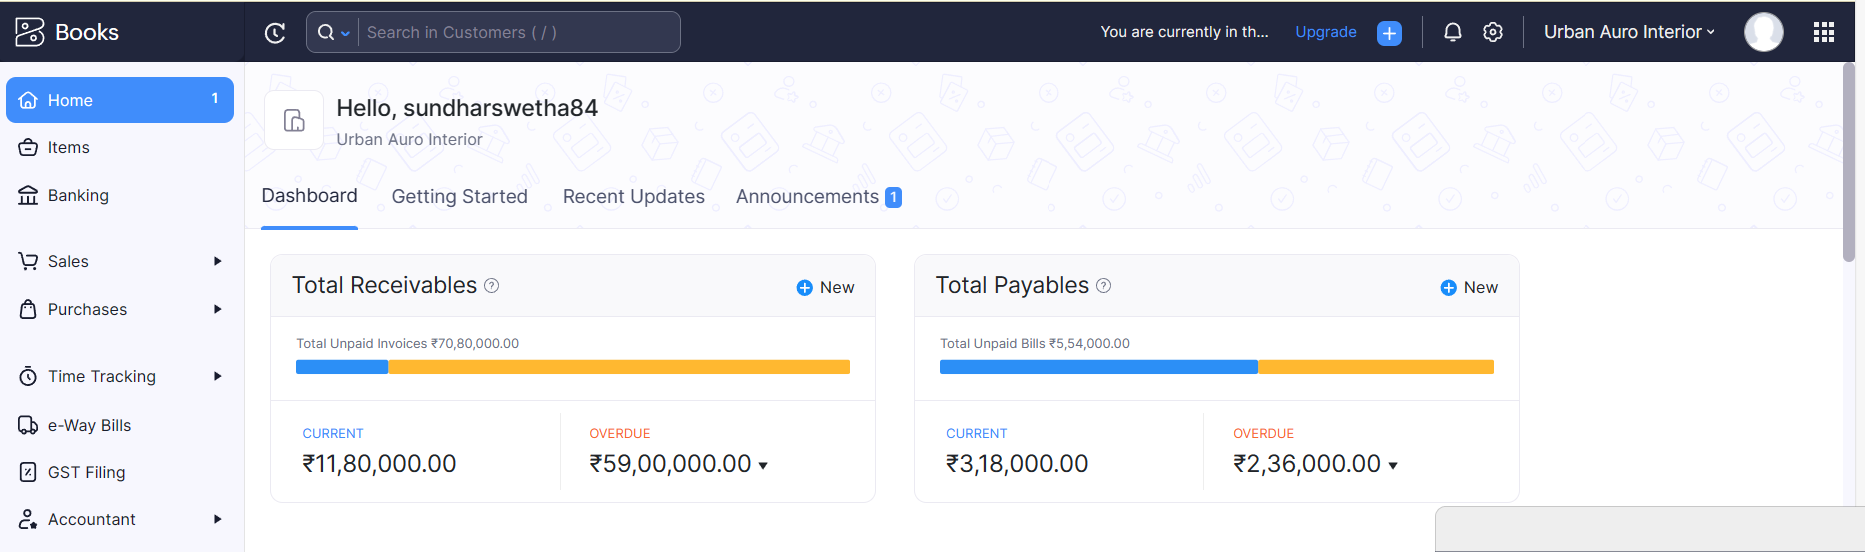 Books
Search in Customers ( / )
You are currently in th...
Upgrade
Urban Auro Interior
Home 1
Items
Banking
Sales
Purchases
Time Tracking
e-Way Bills
GST Filing
Accountant
Hello, sundharswetha84
Urban Auro Interior
Dashboard Getting Started Recent Updates Announcements 1
Total Receivables ? New
Total Unpaid Invoices ₹70,80,000.00
CURRENT
₹11,80,000.00
OVERDUE
₹59,00,000.00
Total Payables ? New
Total Unpaid Bills ₹5,54,000.00
CURRENT
₹3,18,000.00
OVERDUE
₹2,36,000.00